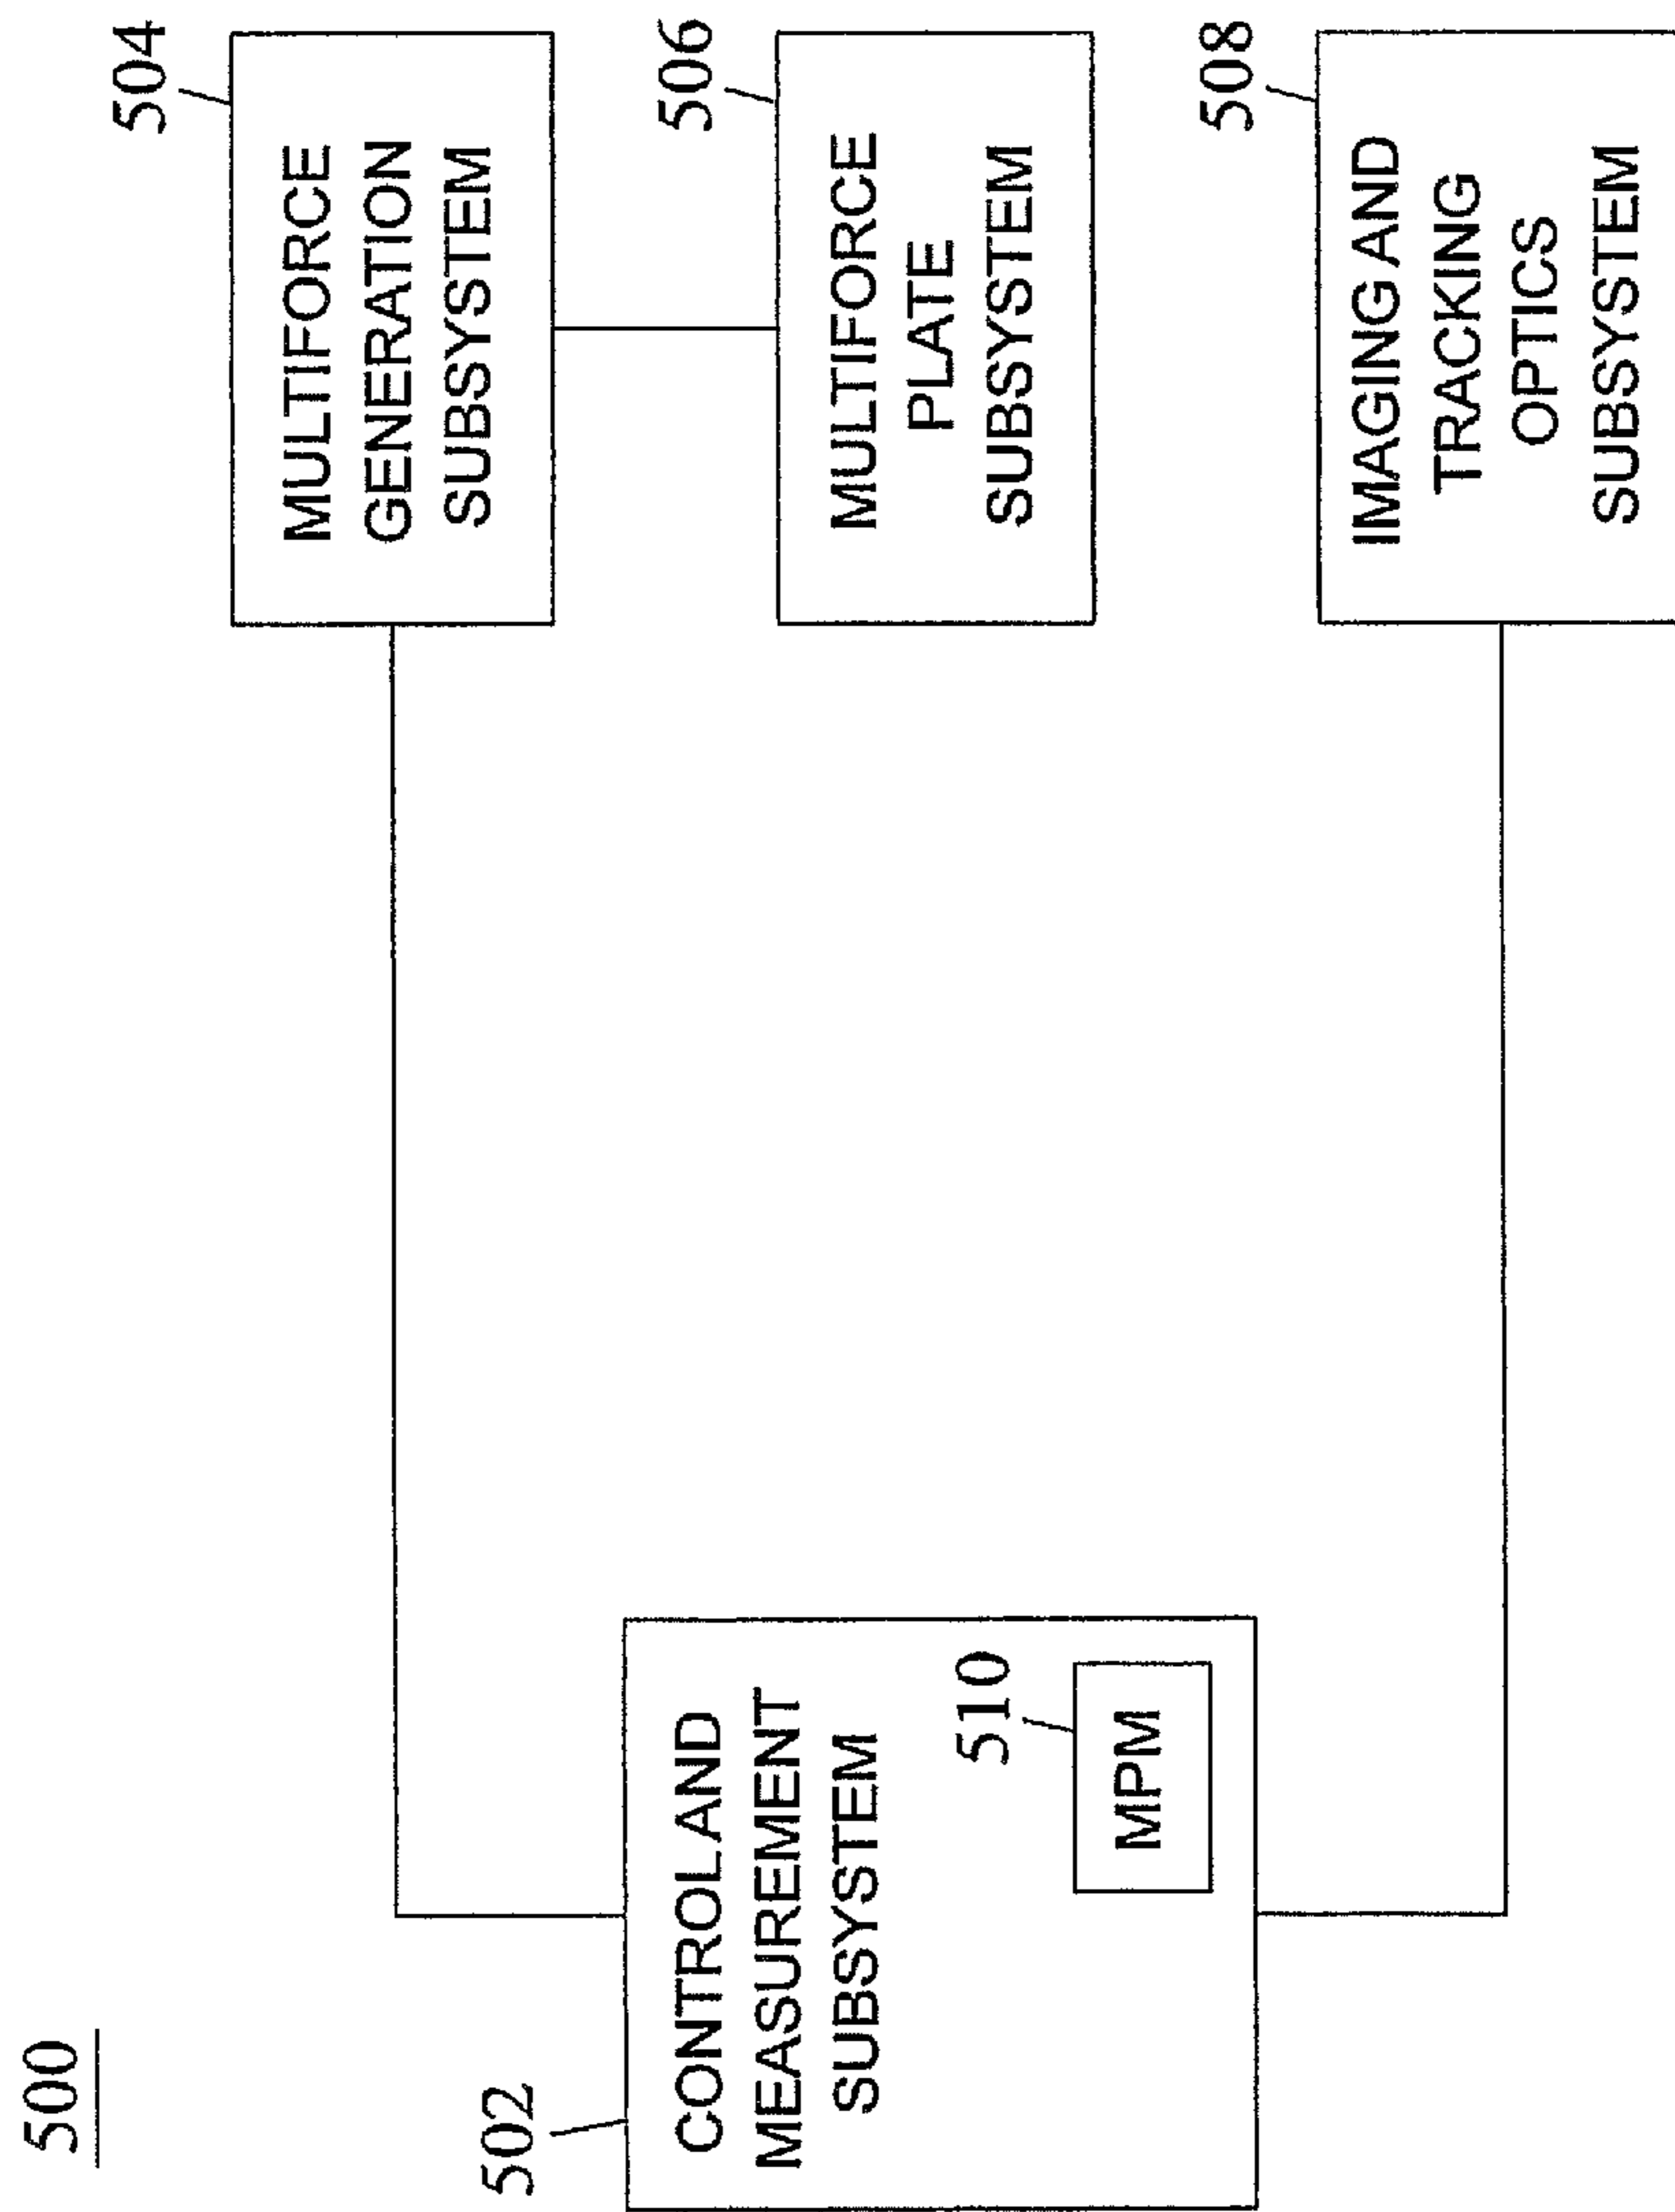 500
502
CONTROL AND
MEASUREMENT
SUBSYSTEM
510
MPM
504
MULTIFORCE
GENERATION
SUBSYSTEM
506
MULTIFORCE
PLATE
SUBSYSTEM
508
IMAGING AND
TRACKING
OPTICS
SUBSYSTEM